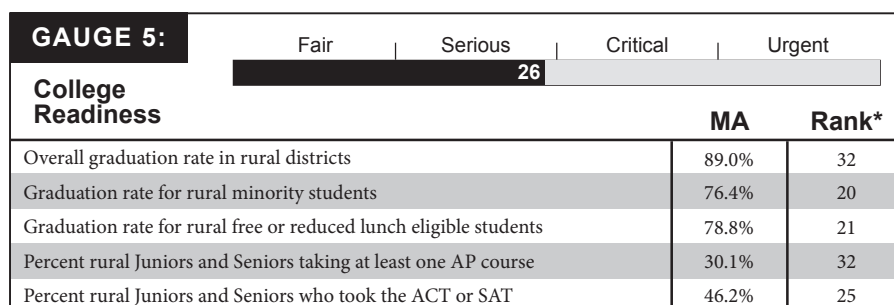 GAUGE 5:
Fair Serious Critical Urgent
26
College
Readiness
MA Rank*
Overall graduation rate in rural districts 89.0% 32
Graduation rate for rural minority students 76.4% 20
Graduation rate for rural free or reduced lunch eligible students 78.8% 21
Percent rural Juniors and Seniors taking at least one AP course 30.1% 32
Percent rural Juniors and Seniors who took the ACT or SAT 46.2% 25